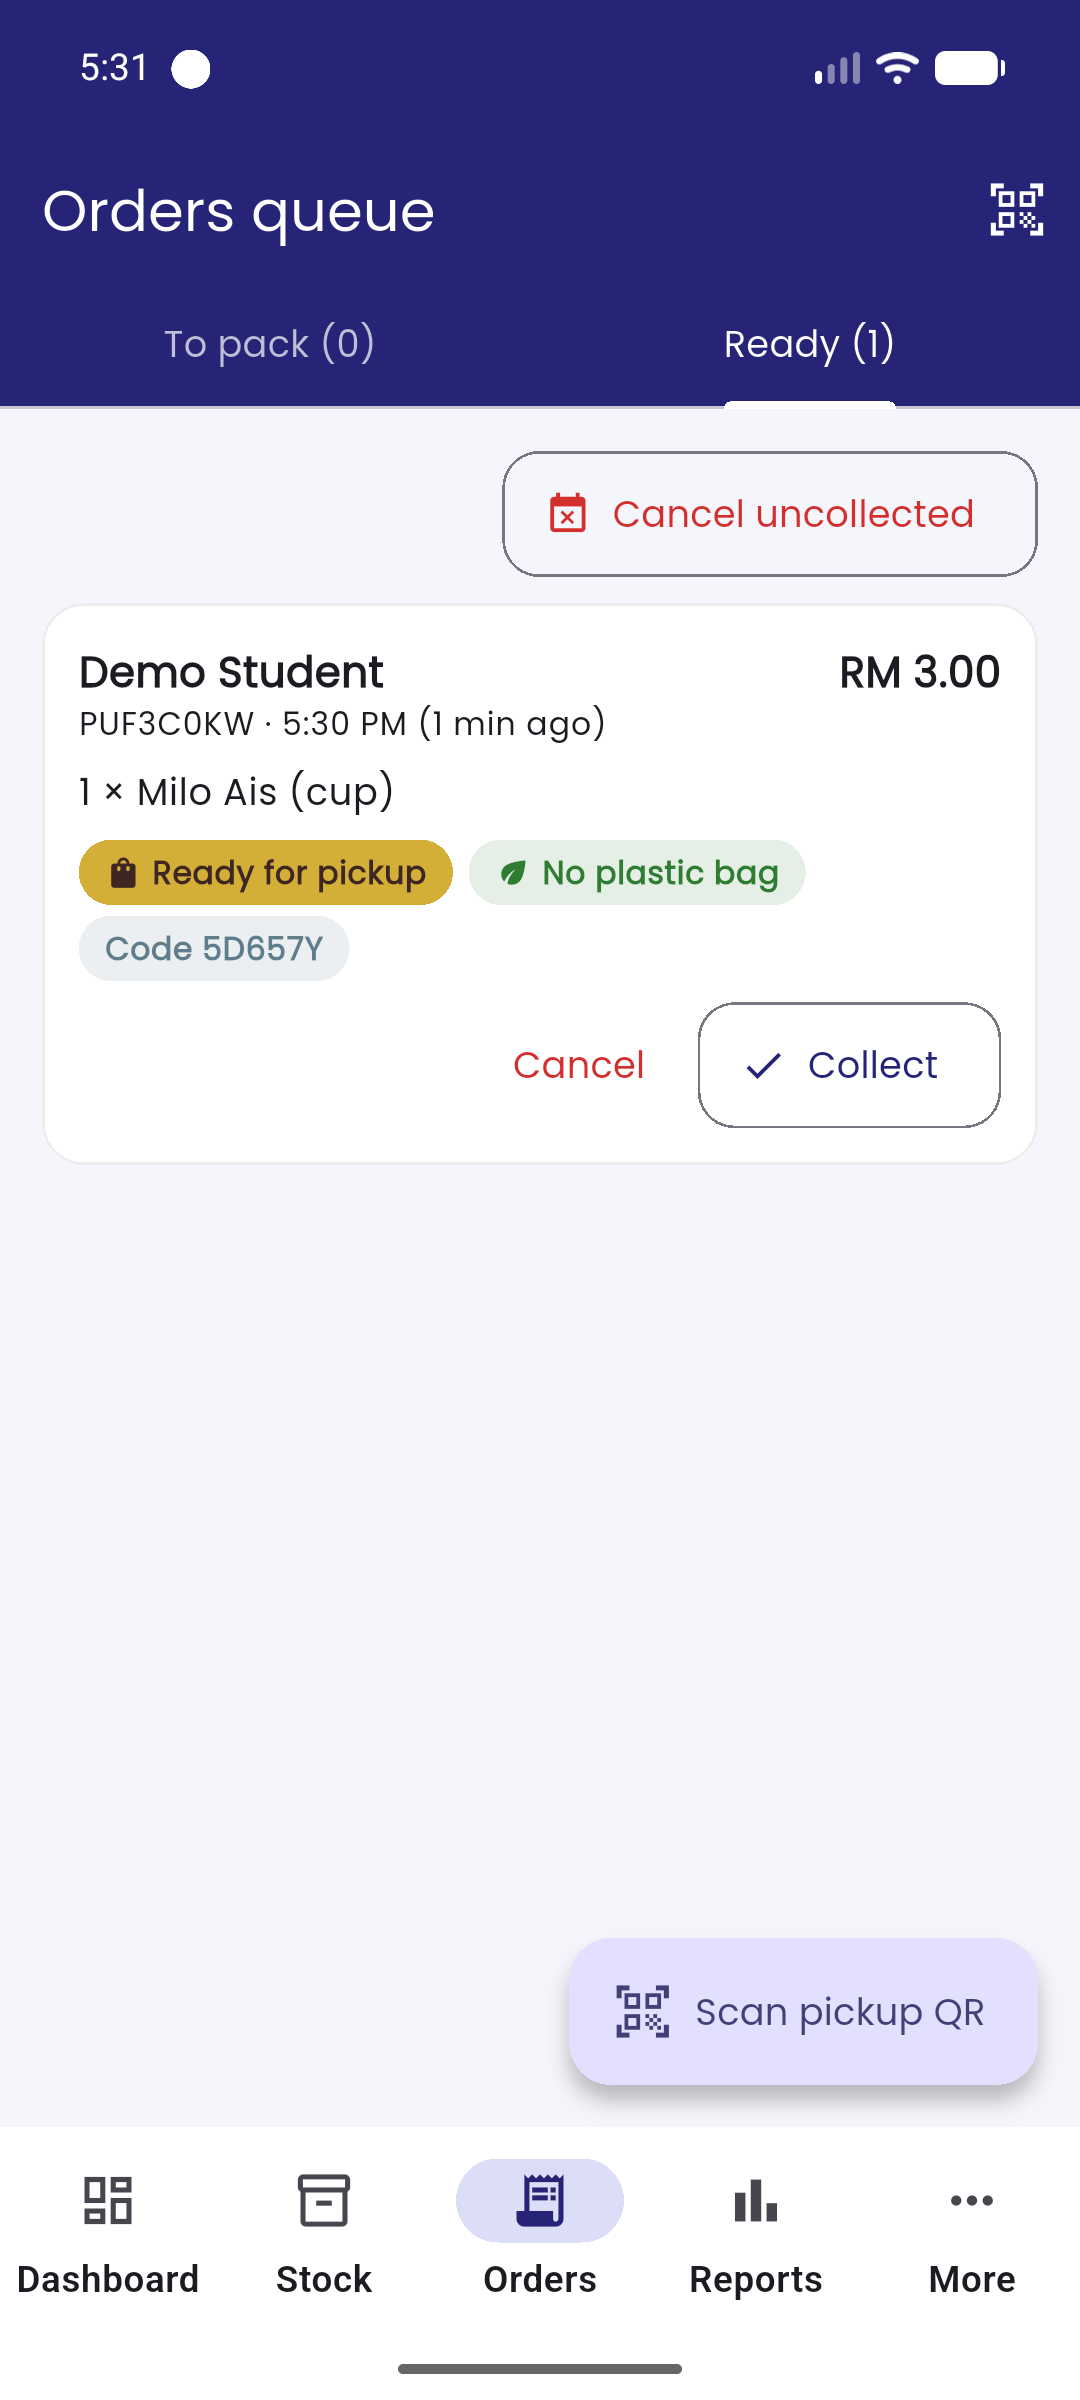 5:31
Orders queue
To pack (0)
Ready (1)
Cancel uncollected
Demo Student
RM 3.00
PUF3C0KW · 5:30 PM (1 min ago)
1 × Milo Ais (cup)
Ready for pickup
No plastic bag
Code 5D657Y
Cancel
Collect
Scan pickup QR
Dashboard
Stock
Orders
Reports
More